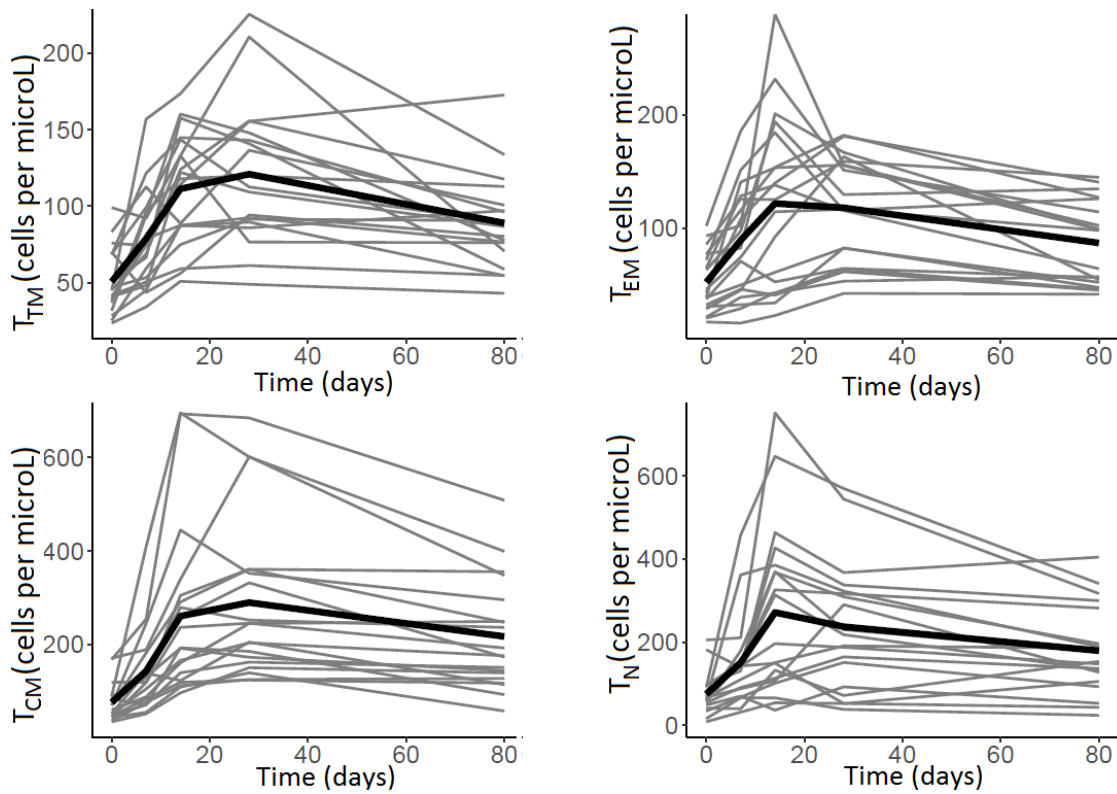 T_TM (cells per microL)
200
150
100
50
0 20 40 60 80
Time (days)
T_EM (cells per microL)
200
100
0 20 40 60 80
Time (days)
T_CM (cells per microL)
600
400
200
0 20 40 60 80
Time (days)
T_N (cells per microL)
600
400
200
0
0 20 40 60 80
Time (days)